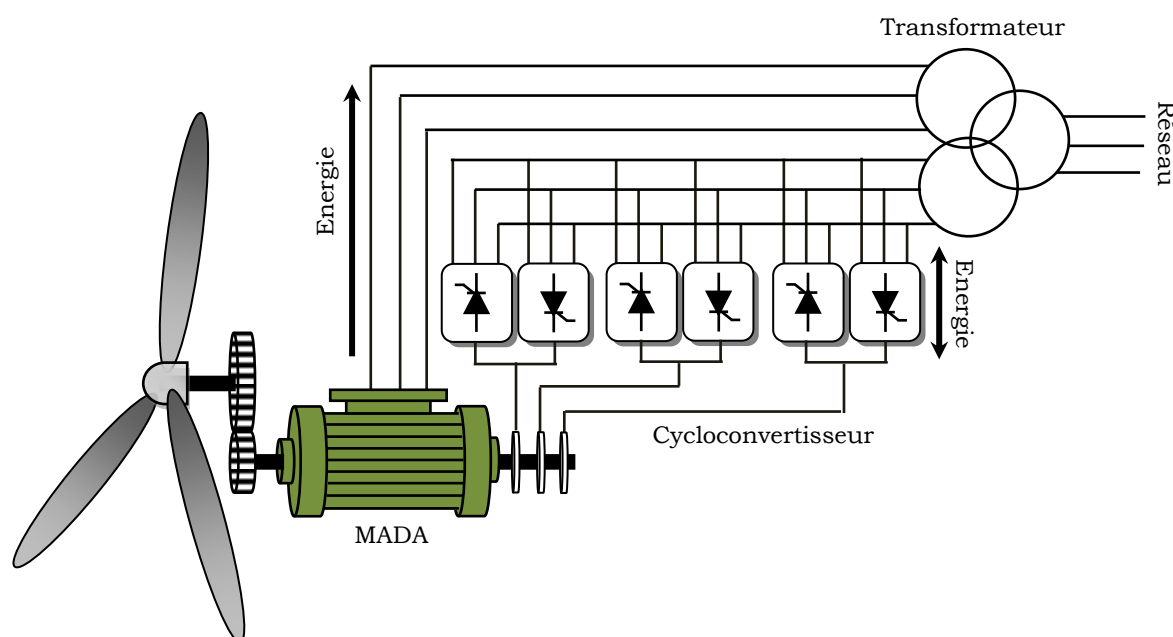 Transformateur
Réseau
Energie
Energie
Cycloconvertisseur
MADA